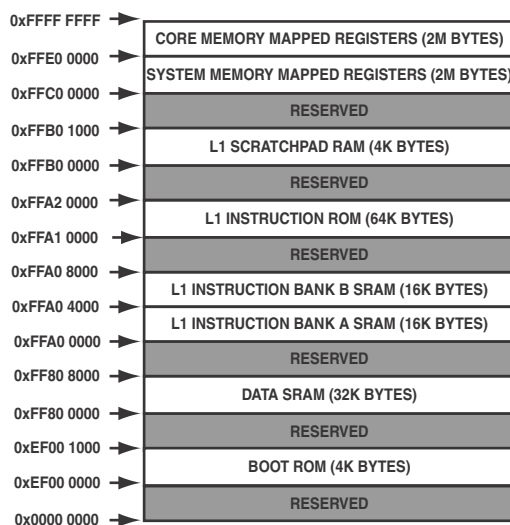 0xFFFF FFFF
CORE MEMORY MAPPED REGISTERS (2M BYTES)
0xFFE0 0000
SYSTEM MEMORY MAPPED REGISTERS (2M BYTES)
0xFFC0 0000
RESERVED
0xFFB0 1000
L1 SCRATCHPAD RAM (4K BYTES)
0xFFB0 0000
RESERVED
0xFFA2 0000
L1 INSTRUCTION ROM (64K BYTES)
0xFFA1 0000
RESERVED
0xFFA0 8000
L1 INSTRUCTION BANK B SRAM (16K BYTES)
0xFFA0 4000
L1 INSTRUCTION BANK A SRAM (16K BYTES)
0xFFA0 0000
RESERVED
0xFF80 8000
DATA SRAM (32K BYTES)
0xFF80 0000
RESERVED
0xEF00 1000
BOOT ROM (4K BYTES)
0xEF00 0000
RESERVED
0x0000 0000